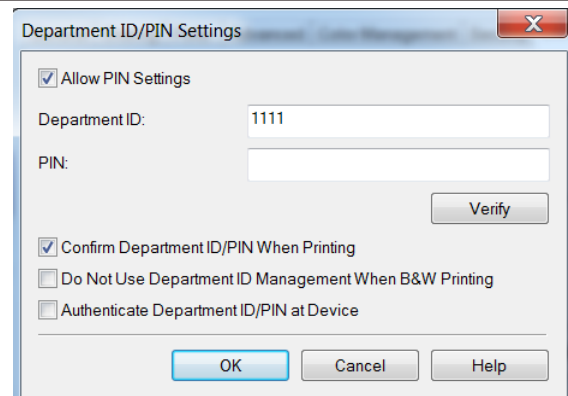 Department ID/PIN Settings
Allow PIN Settings
Department ID: 1111
PIN:
Verify
Confirm Department ID/PIN When Printing
Do Not Use Department ID Management When B&W Printing
Authenticate Department ID/PIN at Device
OK Cancel Help